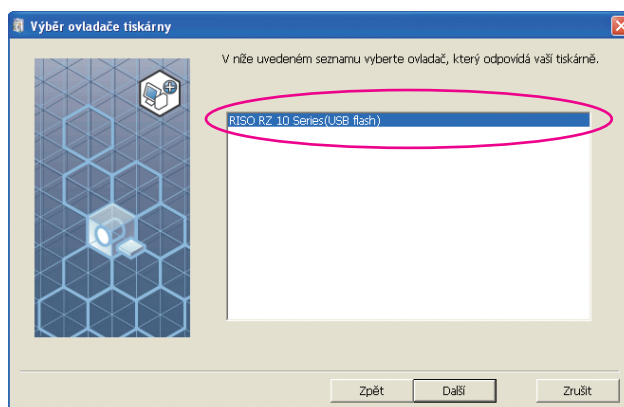 Výběr ovladače tiskárny
V níže uvedeném seznamu vyberte ovladač, který odpovídá vaší tiskárně.
RISO RZ 10 Series(USB flash)
Zpět
Další
Zrušit